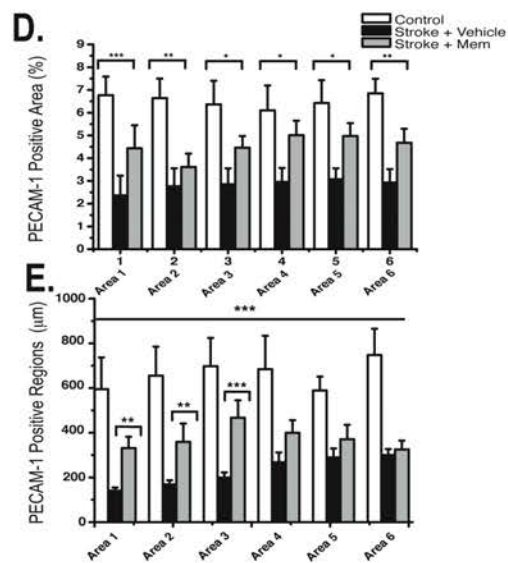 D.
Control
Stroke + Vehicle
Stroke + Mem
PECAM-1 Positive Area (%)
9
8
7
6
5
4
3
2
1
0
*** ** * * * **
1 2 3 4 5 6
Area 1 Area 2 Area 3 Area 4 Area 5 Area 6
E.
PECAM-1 Positive Regions (µm)
1000
800
600
400
200
0
***
** ** ***
Area 1 Area 2 Area 3 Area 4 Area 5 Area 6